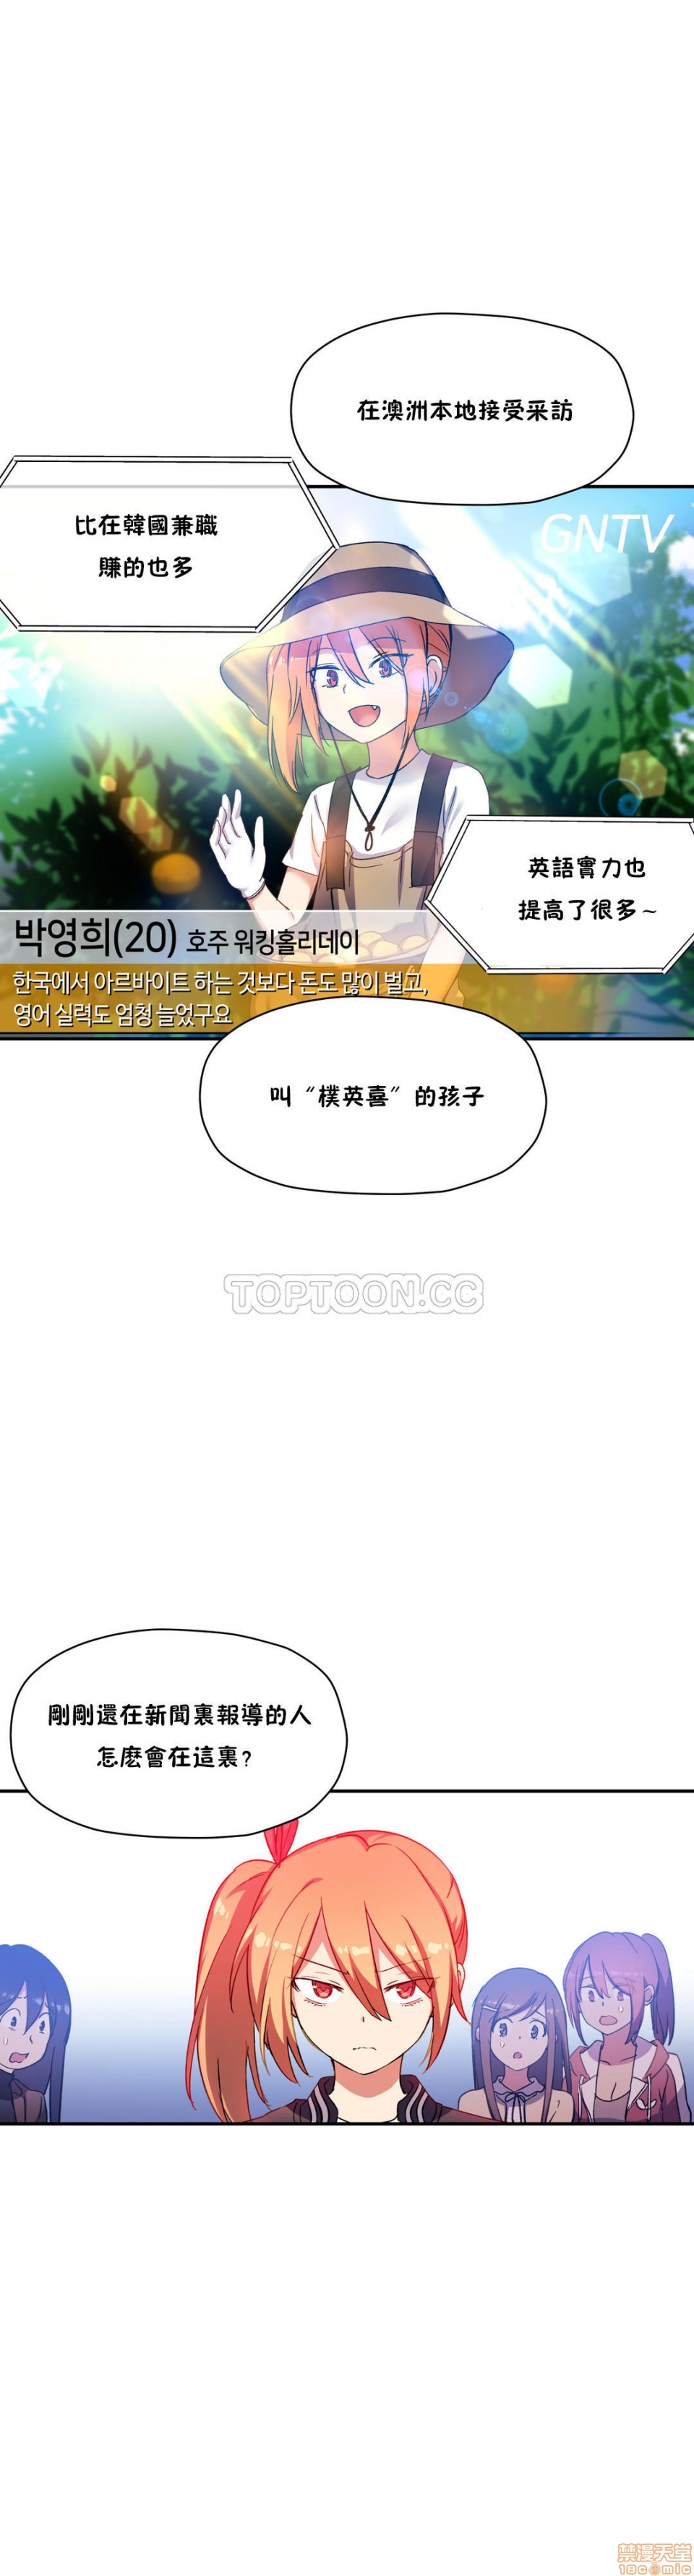 在澳洲本地接受采訪
比在韓國兼職
賺的也多
GNTV
英語實力也
提高了很多~
박영희(20) 호주 워킹홀리데이
한국에서 아르바이트 하는 것보다 돈도 많이 벌고,
영어 실력도 엄청 늘었구요
叫“樸英喜”的孩子
TOPTOON.CC
剛剛還在新聞裏報導的人
怎麽會在這裏?
禁漫天堂
18comic